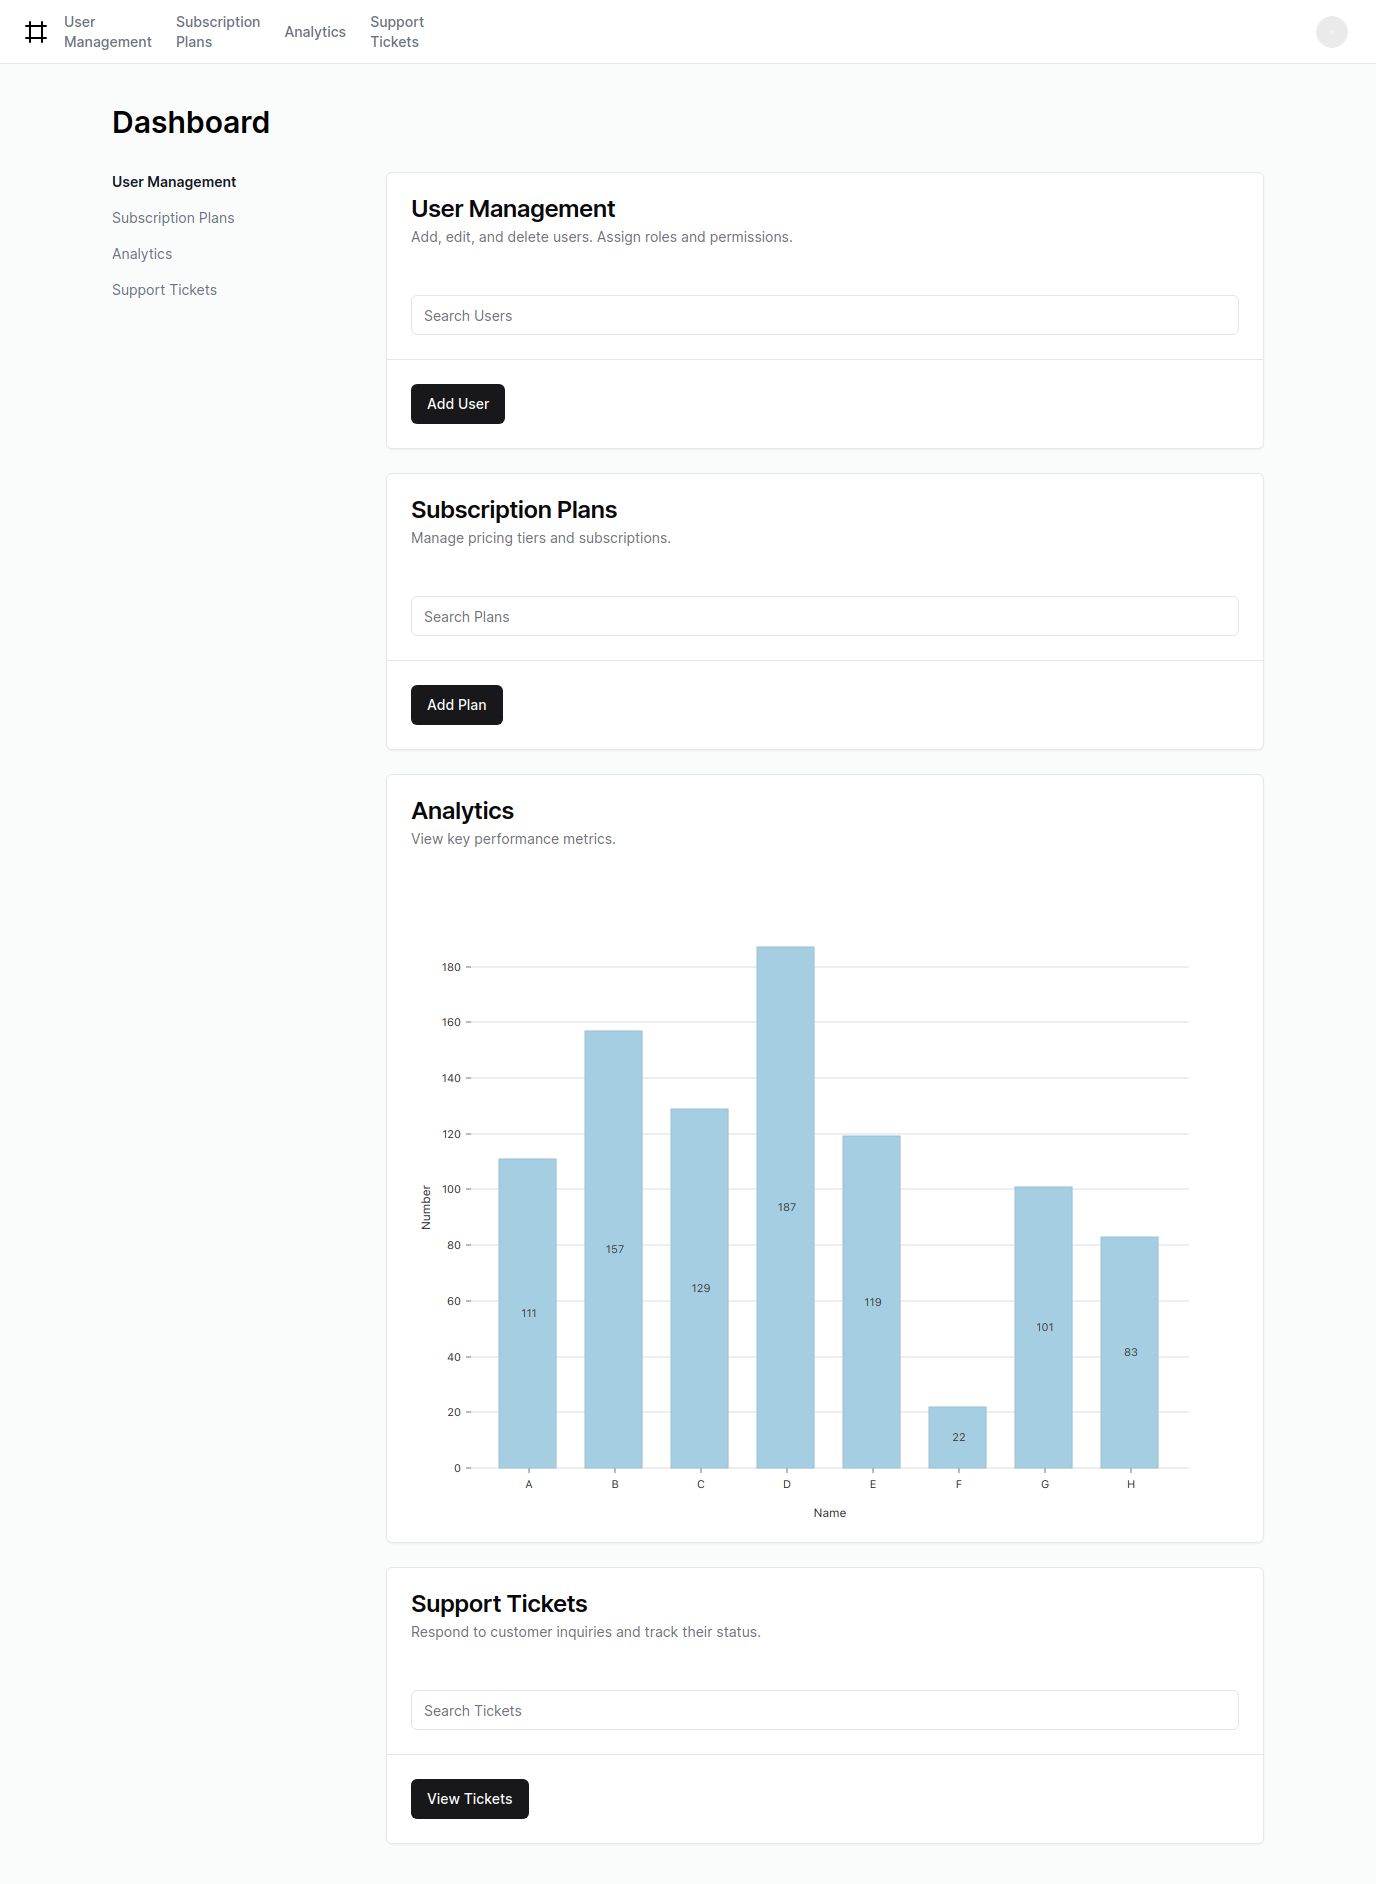 User
Management
Subscription
Plans
Analytics
Support
Tickets
Dashboard
User Management
Subscription Plans
Analytics
Support Tickets
User Management
Add, edit, and delete users. Assign roles and permissions.
Search Users
Add User
Subscription Plans
Manage pricing tiers and subscriptions.
Search Plans
Add Plan
Analytics
View key performance metrics.
180
160
140
120
100
80
60
40
20
0
Number
111
157
129
187
119
22
101
83
A
B
C
D
E
F
G
H
Name
Support Tickets
Respond to customer inquiries and track their status.
Search Tickets
View Tickets